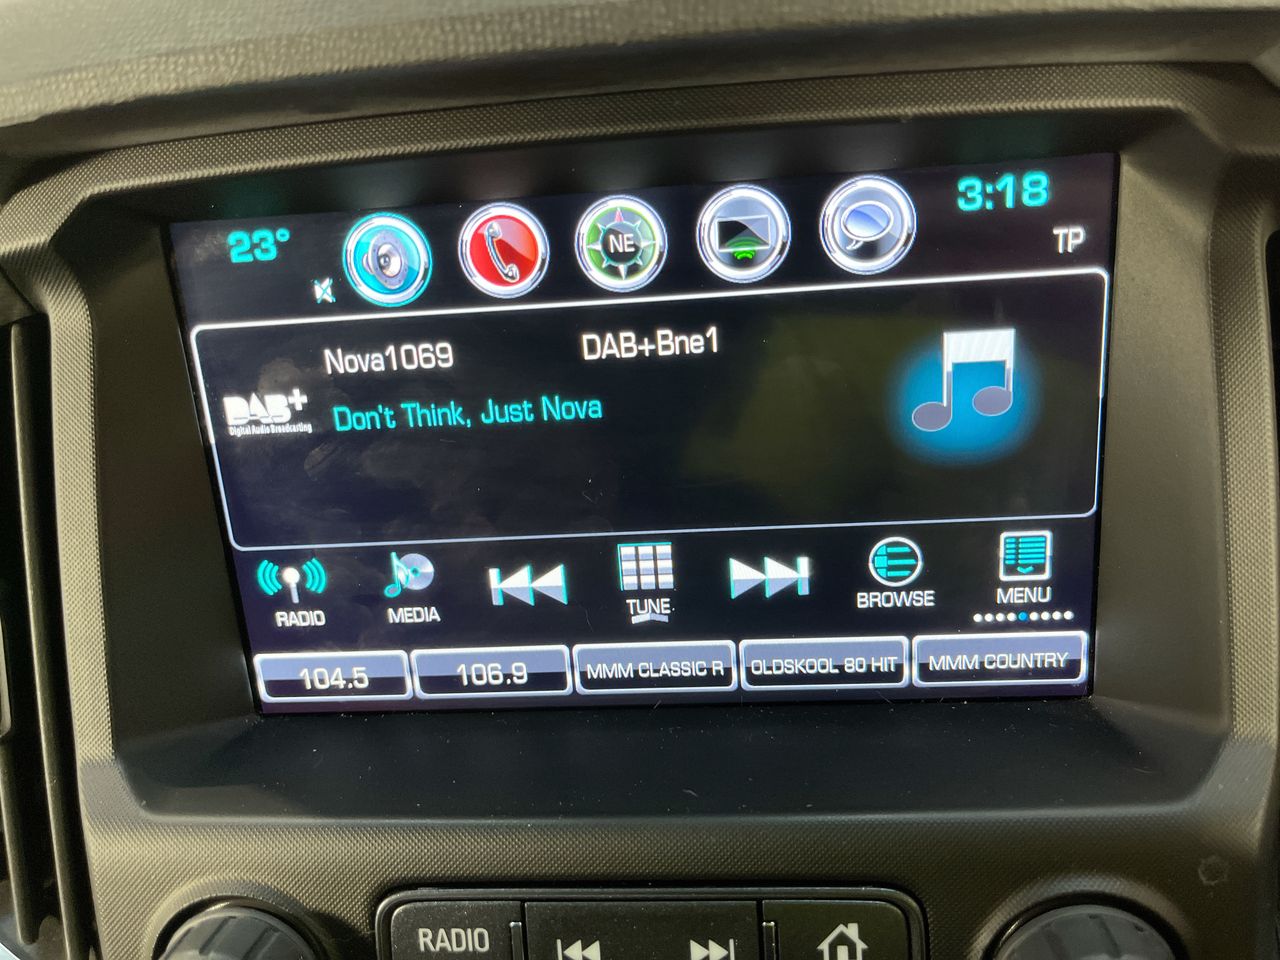 23° 3:18
NE
TP
Nova1069 DAB+Bne1
DAB+
Digital Audio Broadcasting
Don't Think, Just Nova
RADIO MEDIA TUNE BROWSE MENU
104.5 106.9 MMM CLASSIC R OLDSKOOL 80 HIT MMM COUNTRY
RADIO